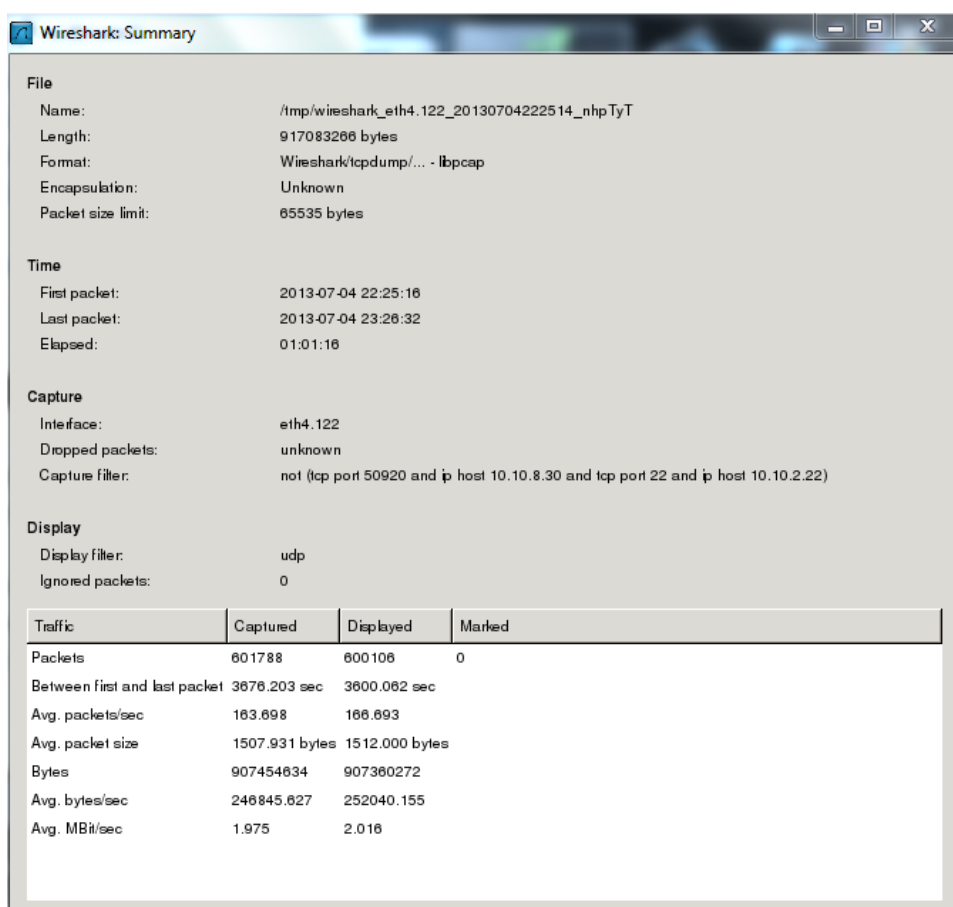 Wireshark: Summary
File
Name: /tmp/wireshark_eth4.122_20130704222514_nhpTyT
Length: 917083266 bytes
Format: Wireshark/tcpdump/... - libpcap
Encapsulation: Unknown
Packet size limit: 65535 bytes
Time
First packet: 2013-07-04 22:25:16
Last packet: 2013-07-04 23:26:32
Elapsed: 01:01:16
Capture
Interface: eth4.122
Dropped packets: unknown
Capture filter: not (tcp port 50920 and ip host 10.10.8.30 and tcp port 22 and ip host 10.10.2.22)
Display
Display filter: udp
Ignored packets: 0
Traffic Captured Displayed Marked
Packets 601788 600106 0
Between first and last packet 3676.203 sec 3600.062 sec
Avg. packets/sec 163.698 166.693
Avg. packet size 1507.931 bytes 1512.000 bytes
Bytes 907454634 907360272
Avg. bytes/sec 246845.627 252040.155
Avg. MBit/sec 1.975 2.016